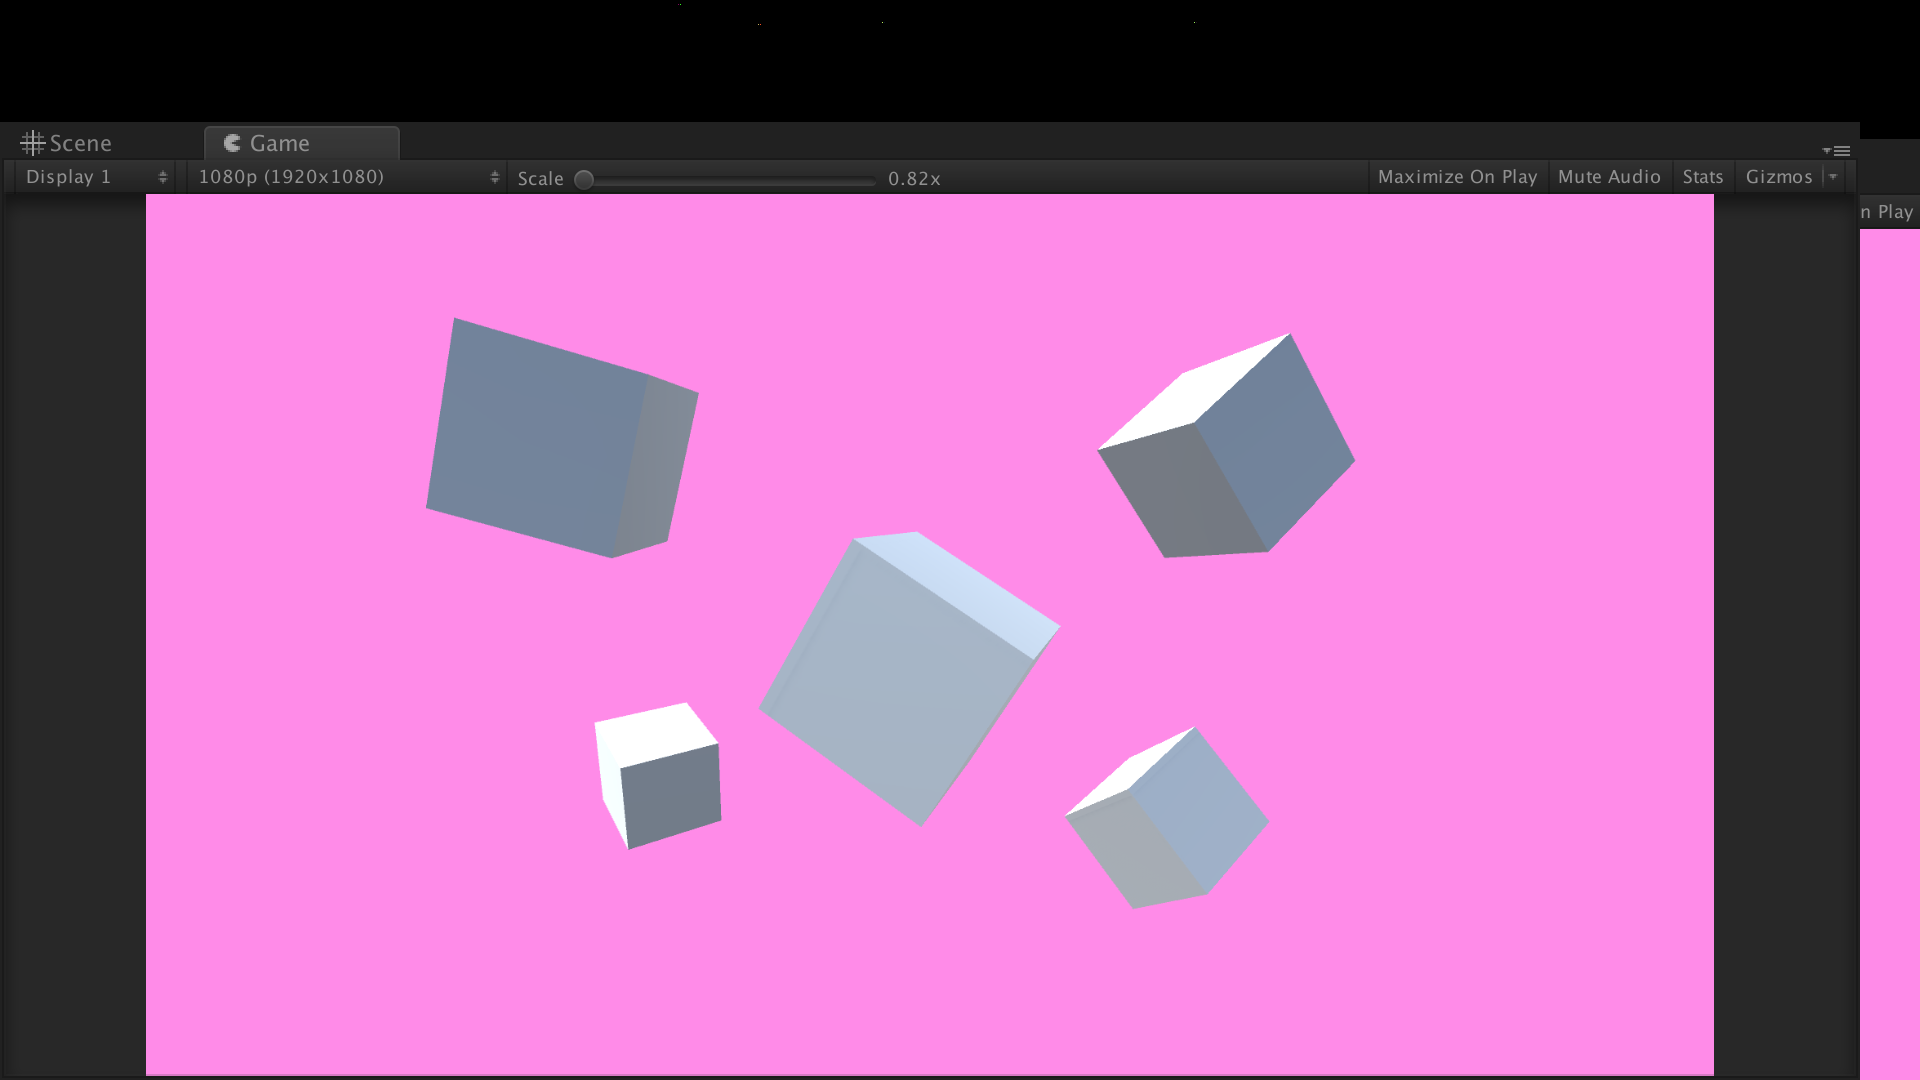 Scene Game
Display 1 1080p (1920x1080) Scale 0.82x Maximize On Play Mute Audio Stats Gizmos
n Play